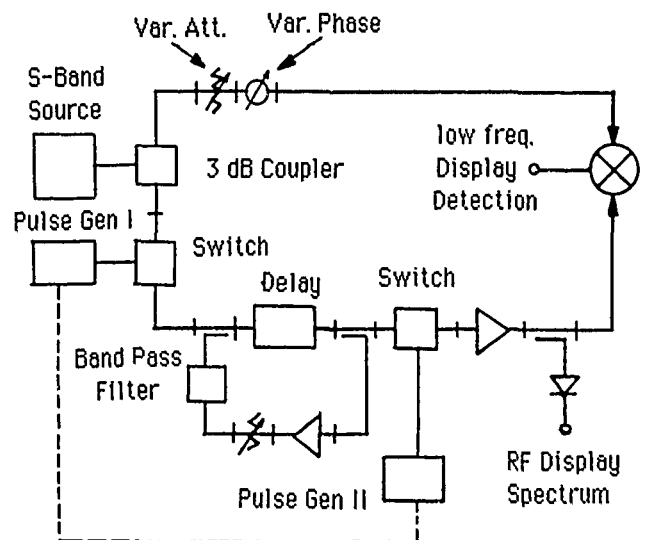 Var. Att.
Var. Phase
S-Band
Source
3 dB Coupler
low freq.
Display
Detection
Pulse Gen I
Switch
Delay
Switch
Band Pass
Filter
Pulse Gen II
RF Display
Spectrum